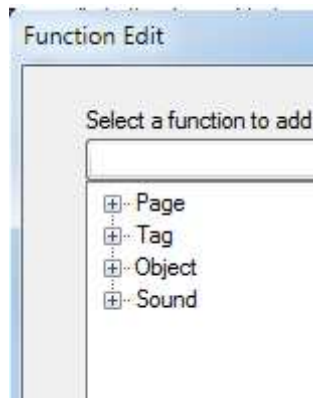 Function Edit
Select a function to add
Page
Tag
Object
Sound